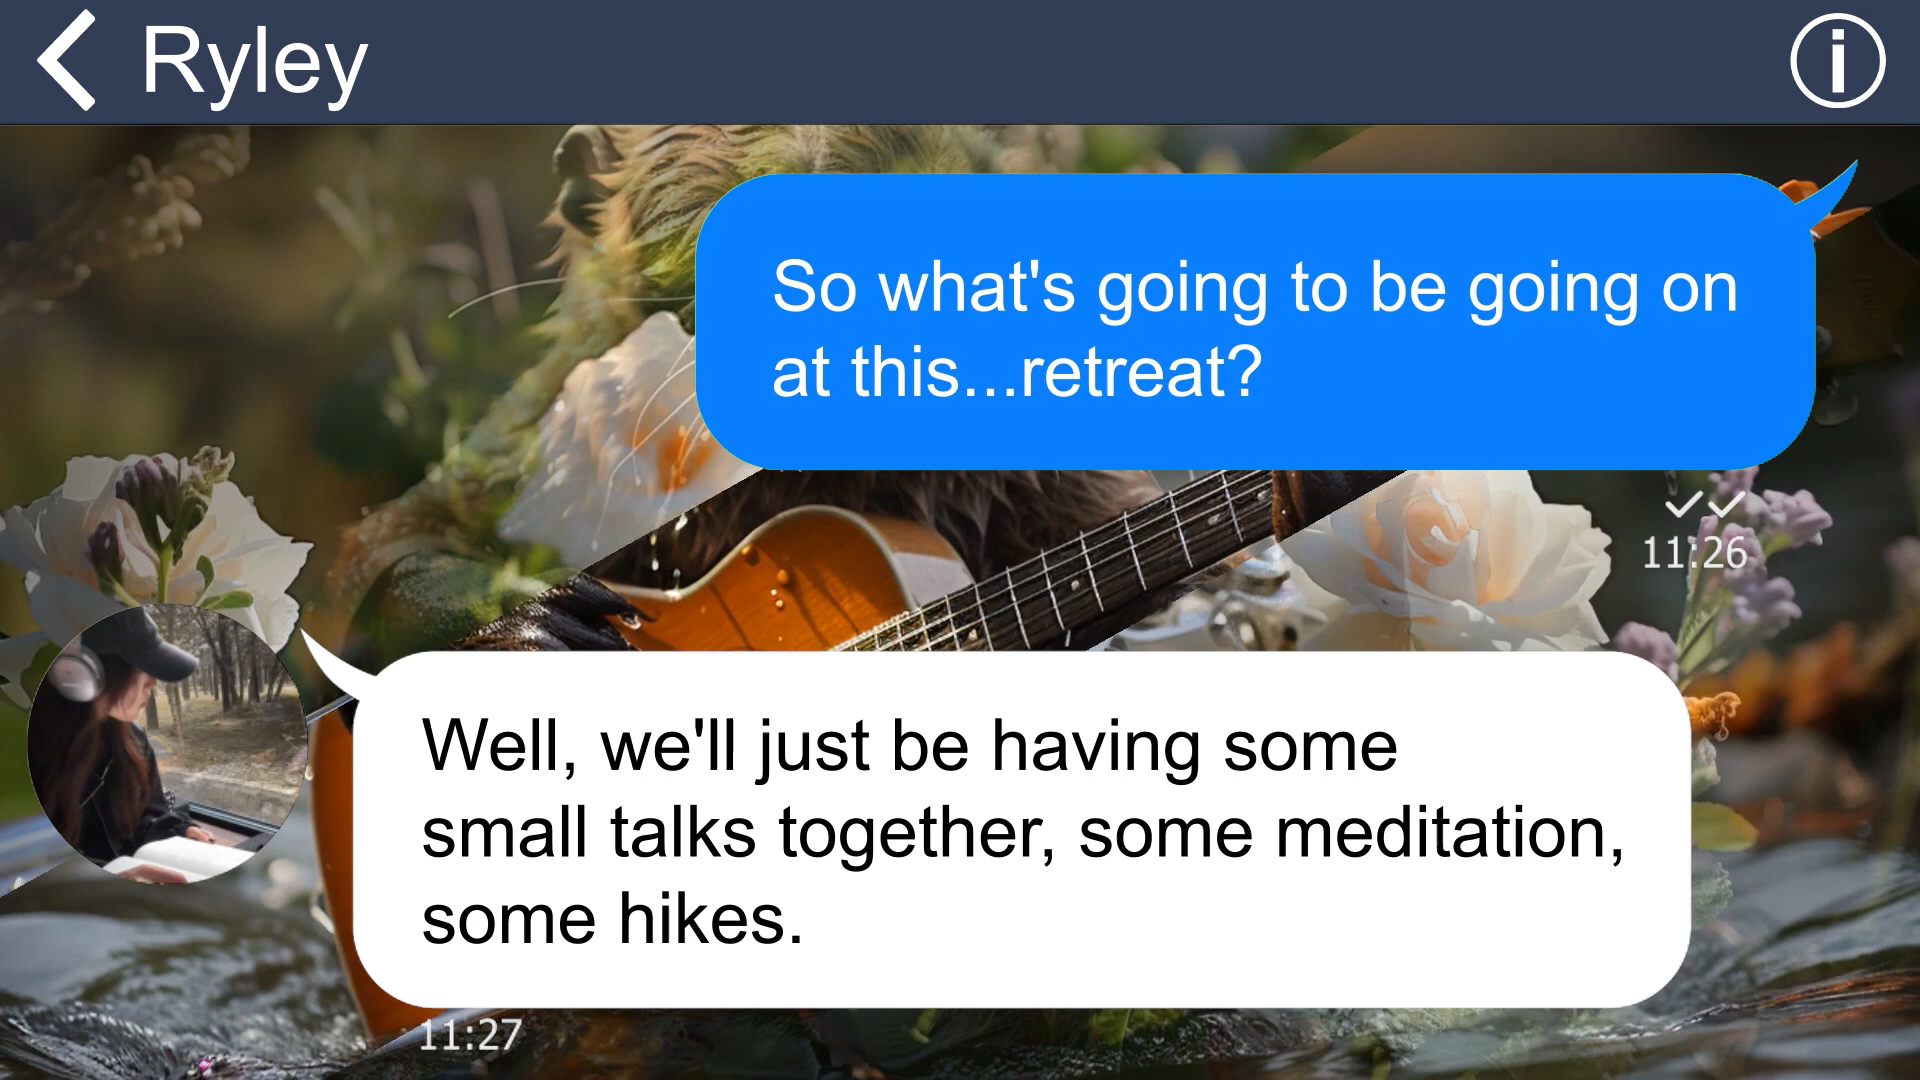 Ryley
So what's going to be going on
at this...retreat?
11:26
Well, we'll just be having some
small talks together, some meditation,
some hikes.
11:27